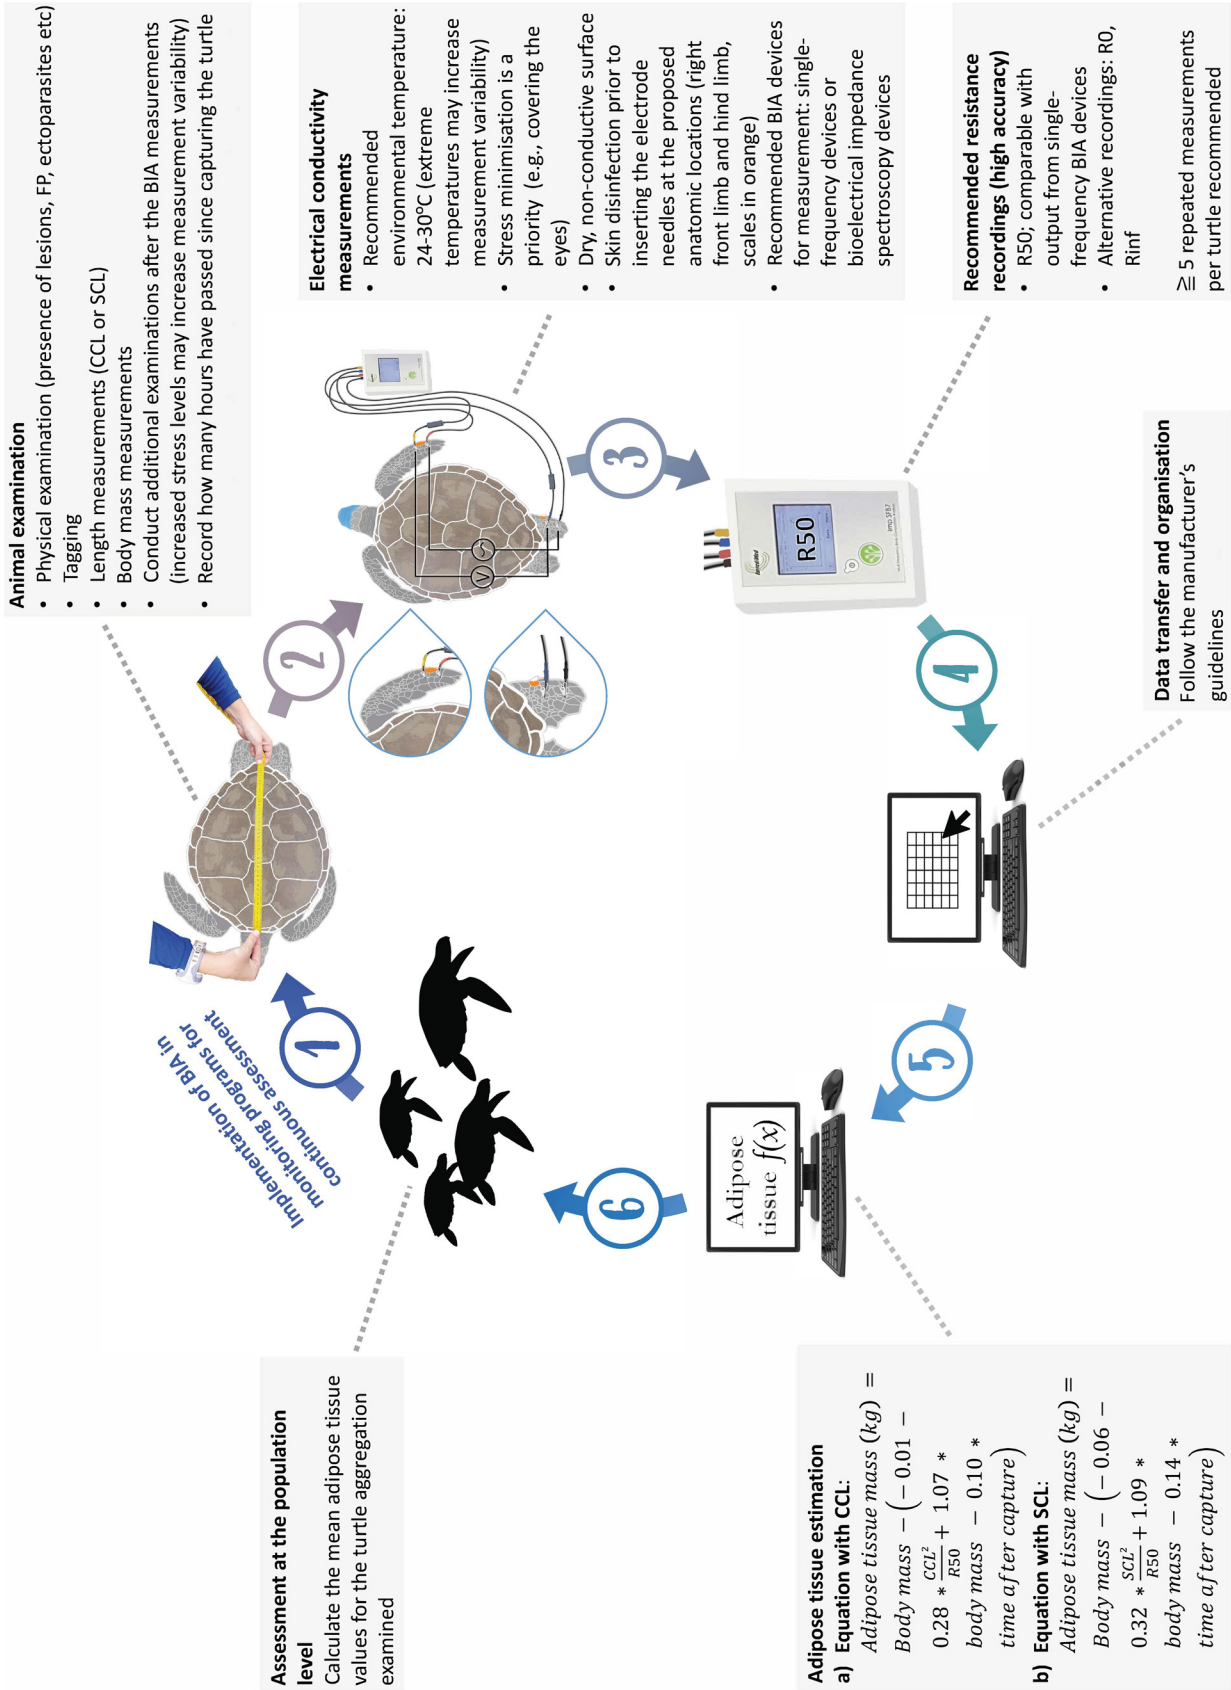 Animal examination
• Physical examination (presence of lesions, FP, ectoparasites etc)
• Tagging
• Length measurements (CCL or SCL)
• Body mass measurements
• Conduct additional examinations after the BIA measurements
(increased stress levels may increase measurement variability)
• Record how many hours have passed since capturing the turtle
Implementation of BIA in
monitoring programs for
continuous assessment
1
2
Electrical conductivity
measurements
• Recommended
environmental temperature:
24-30°C (extreme
temperatures may increase
measurement variability)
• Stress minimisation is a
priority (e.g., covering the
eyes)
• Dry, non-conductive surface
• Skin disinfection prior to
inserting the electrode
needles at the proposed
anatomic locations (right
front limb and hind limb,
scales in orange)
• Recommended BIA devices
for measurement: single-
frequency devices or
bioelectrical impedance
spectroscopy devices
V
3
R50
Imp SFB7
Recommended resistance
recordings (high accuracy)
• R50; comparable with
output from single-
frequency BIA devices
• Alternative recordings: R0,
Rinf
≧ 5 repeated measurements
per turtle recommended
4
Data transfer and organisation
Follow the manufacturer's
guidelines
5
Adipose
tissue f(x)
Adipose tissue estimation
a) Equation with CCL:
Adipose tissue mass (kg) =
Body mass − (− 0.01 −
0.28 * CCL²/R50 + 1.07 *
body mass − 0.10 *
time after capture)
b) Equation with SCL:
Adipose tissue mass (kg) =
Body mass − (− 0.06 −
0.32 * SCL²/R50 + 1.09 *
body mass − 0.14 *
time after capture)
6
Assessment at the population
level
Calculate the mean adipose tissue
values for the turtle aggregation
examined